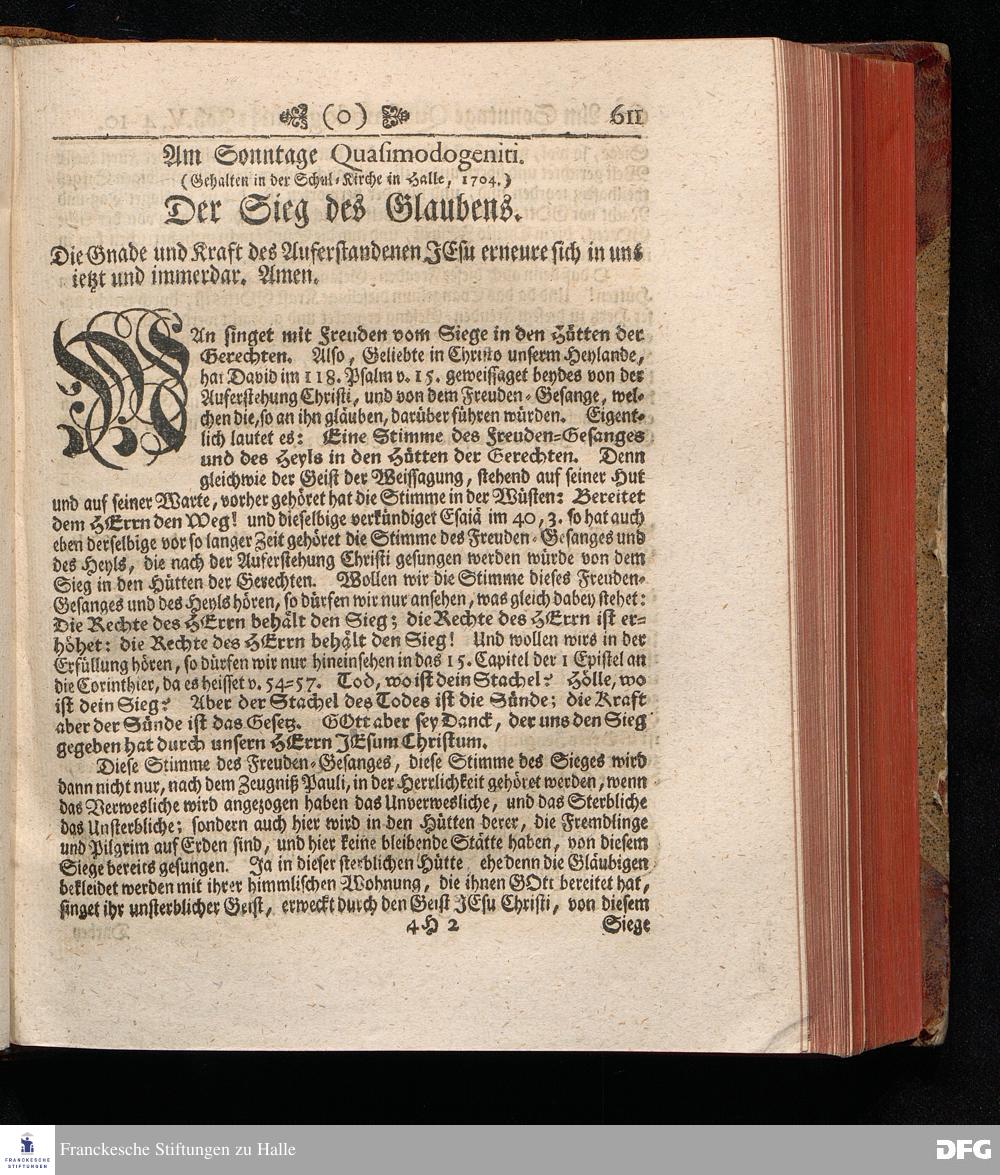 (0) 611
Am Sonntage Quasimodogeniti.
(Gehalten in der Schul-Kirche in Halle, 1704.)
Der Sieg des Glaubens.
Die Gnade und Kraft des Auferstandenen JEsu erneure sich in uns
ietzt und immerdar. Amen.
MAn singet mit Freuden vom Siege in den Hütten der
Gerechten. Also, Geliebte in Christo unserm Heylande,
hat David im 118. Psalm v. 15. geweissaget beydes von der
Auferstehung Christi, und von dem Freuden-Gesange, wel-
chen die, so an ihn gläuben, darüber führen würden. Eigent-
lich lautet es: Eine Stimme des Freuden-Gesanges
und des Heyls in den Hütten der Gerechten. Denn
gleichwie der Geist der Weissagung, stehend auf seiner Hut
und auf seiner Warte, vorher gehöret hat die Stimme in der Wüsten: Bereitet
dem HErrn den Weg! und dieselbige verkündiget Esaiä im 40, 3. so hat auch
eben derselbige vor so langer Zeit gehöret die Stimme des Freuden-Gesanges und
des Heyls, die nach der Auferstehung Christi gesungen werden würde von dem
Sieg in den Hütten der Gerechten. Wollen wir die Stimme dieses Freuden-
Gesanges und des Heyls hören, so dürfen wir nur ansehen, was gleich dabey stehet:
Die Rechte des HErrn behält den Sieg; die Rechte des HErrn ist er-
höhet: die Rechte des HErrn behält den Sieg! Und wollen wirs in der
Erfüllung hören, so dürfen wir nur hineinsehen in das 15. Capitel der 1 Epistel an
die Corinthier, da es heisset v. 54-57. Tod, wo ist dein Stachel? Hölle, wo
ist dein Sieg? Aber der Stachel des Todes ist die Sünde; die Kraft
aber der Sünde ist das Gesetz. GOtt aber sey Danck, der uns den Sieg
gegeben hat durch unsern HErrn JEsum Christum.
Diese Stimme des Freuden-Gesanges, diese Stimme des Sieges wird
dann nicht nur, nach dem Zeugniß Pauli, in der Herrlichkeit gehöret werden, wenn
das Verwesliche wird angezogen haben das Unverwesliche, und das Sterbliche
das Unsterbliche; sondern auch hier wird in den Hütten derer, die Fremdlinge
und Pilgrim auf Erden sind, und hier keine bleibende Stätte haben, von diesem
Siege bereits gesungen. Ja in dieser sterblichen Hütte, ehe denn die Gläubigen
bekleidet werden mit ihrer himmlischen Wohnung, die ihnen GOtt bereitet hat,
singet ihr unsterblicher Geist, erweckt durch den Geist JEsu Christi, von diesem
4H 2 Siege
FRANCKESCHE STIFTUNGEN
Franckesche Stiftungen zu Halle
DFG